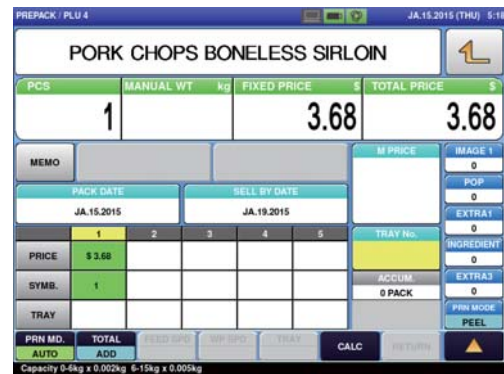 PREPACK / PLU 4
JA.15.2015 (THU) 5:18
PORK CHOPS BONELESS SIRLOIN
PCS MANUAL WT kg FIXED PRICE $ TOTAL PRICE $
1 3.68 3.68
MEMO
M PRICE
IMAGE 1
0
POP
0
PACK DATE SELL BY DATE
JA.15.2015 JA.19.2015
EXTRA1
0
1 2 3 4 5
TRAY No.
INGREDIENT
0
PRICE $ 3.68
SYMB. 1
ACCUM.
0 PACK
EXTRA3
0
TRAY
PRN MODE
PEEL
PRN MD.
AUTO
TOTAL
ADD
FEED SPD WP SPD TRAY
CALC
RETURN
Capacity 0-6kg x 0.002kg 6-15kg x 0.005kg